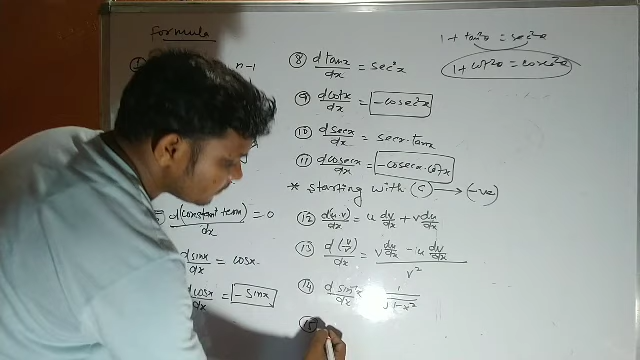 Formula
n-1
d(constant term)/dx = 0
d sinx/dx = cosx
d cosx/dx = -sinx
⑧ d tanx/dx = sec²x
⑨ d cotx/dx = -cosec²x
⑩ d secx/dx = secx·tanx
⑪ d cosecx/dx = -cosecx·cotx
* starting with (c) → (-ve)
⑫ d(u·v)/dx = u dv/dx + v du/dx
⑬ d(u/v)/dx = v du/dx - u dv/dx / v²
⑭ d sin⁻¹x/dx 1/√1-x²
⑮
1 + tan²θ = sec²θ
1 + cot²θ = cosec²θ